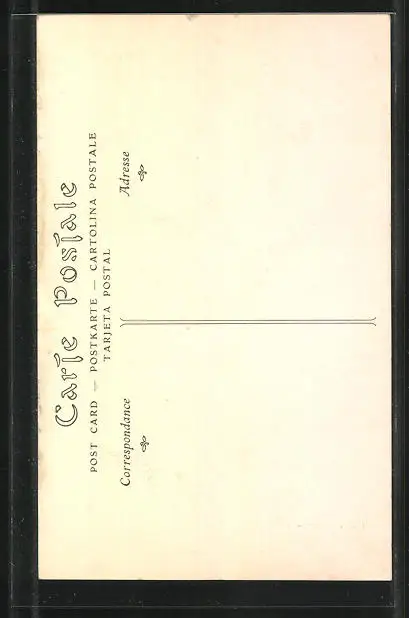 Carte Postale
POST CARD — POSTKARTE — CARTOLINA POSTALE
TARJETA POSTAL
Correspondance
Adresse